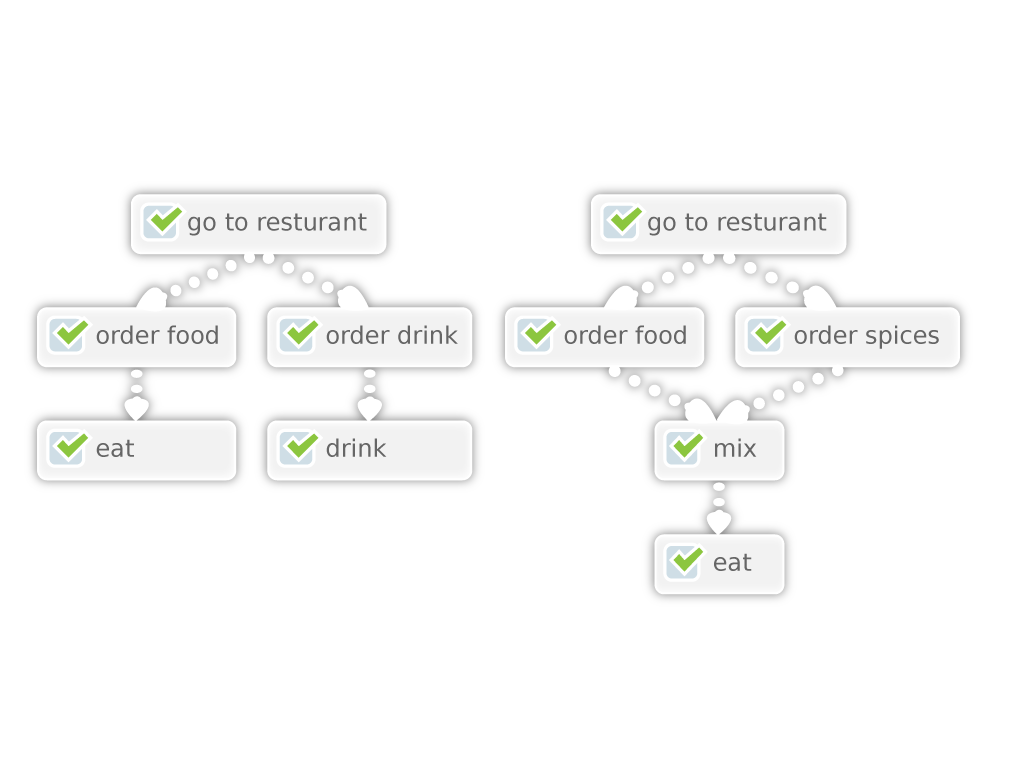 go to resturant
order food
order drink
eat
drink
go to resturant
order food
order spices
mix
eat